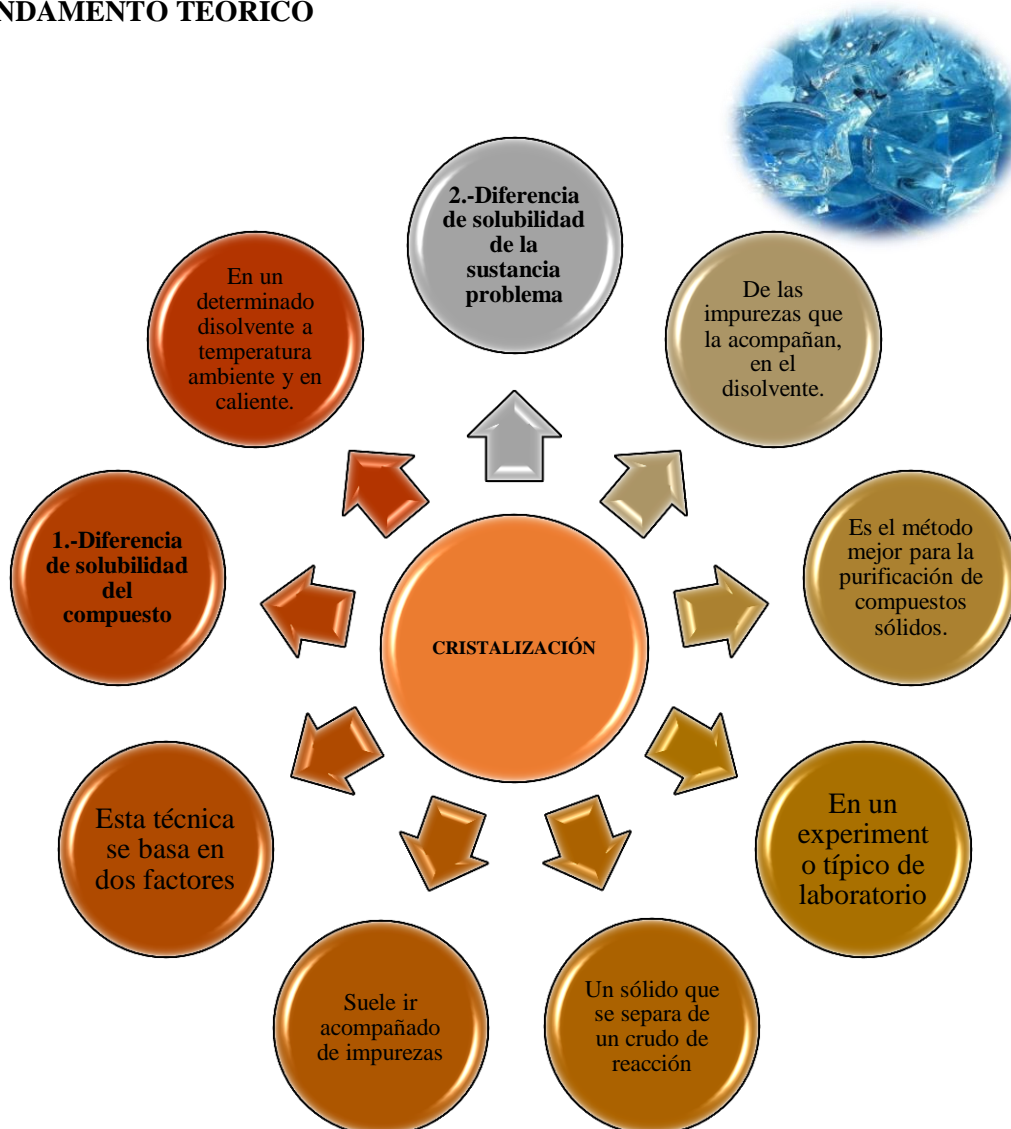 NDAMENTO TEÓRICO
2.-Diferencia
de solubilidad
de la
sustancia
problema
De las
impurezas que
la acompañan,
en el
disolvente.
Es el método
mejor para la
purificación de
compuestos
sólidos.
En un
experiment
o típico de
laboratorio
Un sólido que
se separa de
un crudo de
reacción
Suele ir
acompañado
de impurezas
Esta técnica
se basa en
dos factores
1.-Diferencia
de solubilidad
del
compuesto
En un
determinado
disolvente a
temperatura
ambiente y en
caliente.
CRISTALIZACIÓN